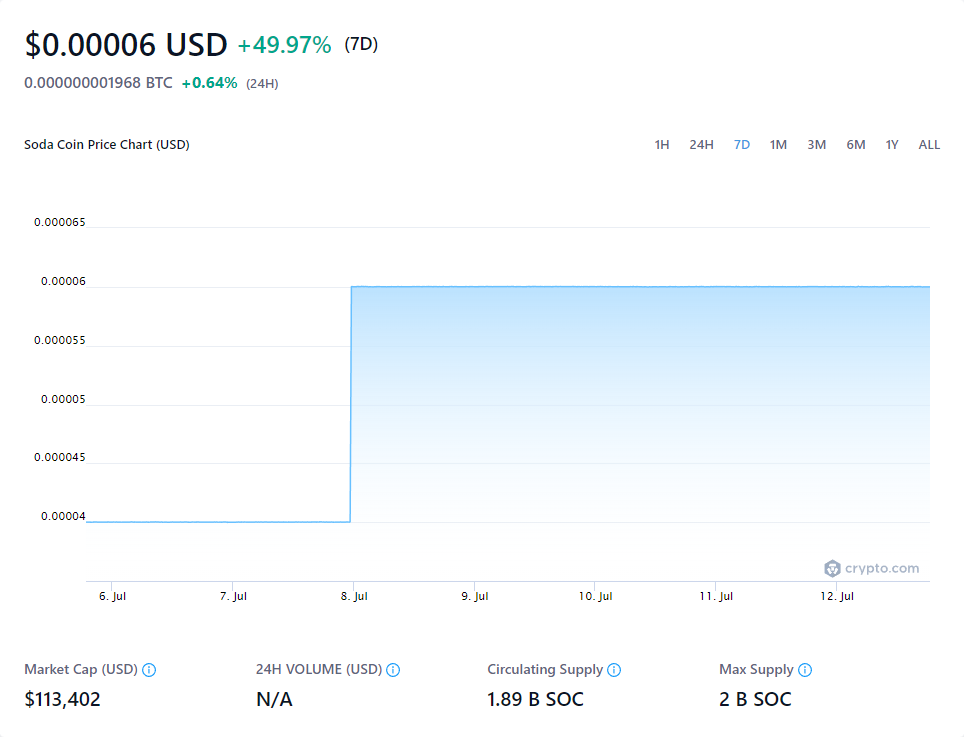 $0.00006 USD +49.97% (7D)
0.000000001968 BTC +0.64% (24H)
Soda Coin Price Chart (USD) 1H 24H 7D 1M 3M 6M 1Y ALL
0.000065
0.00006
0.000055
0.00005
0.000045
0.00004
crypto.com
6. Jul 7. Jul 8. Jul 9. Jul 10. Jul 11. Jul 12. Jul
Market Cap (USD) 24H VOLUME (USD) Circulating Supply Max Supply
$113,402 N/A 1.89 B SOC 2 B SOC